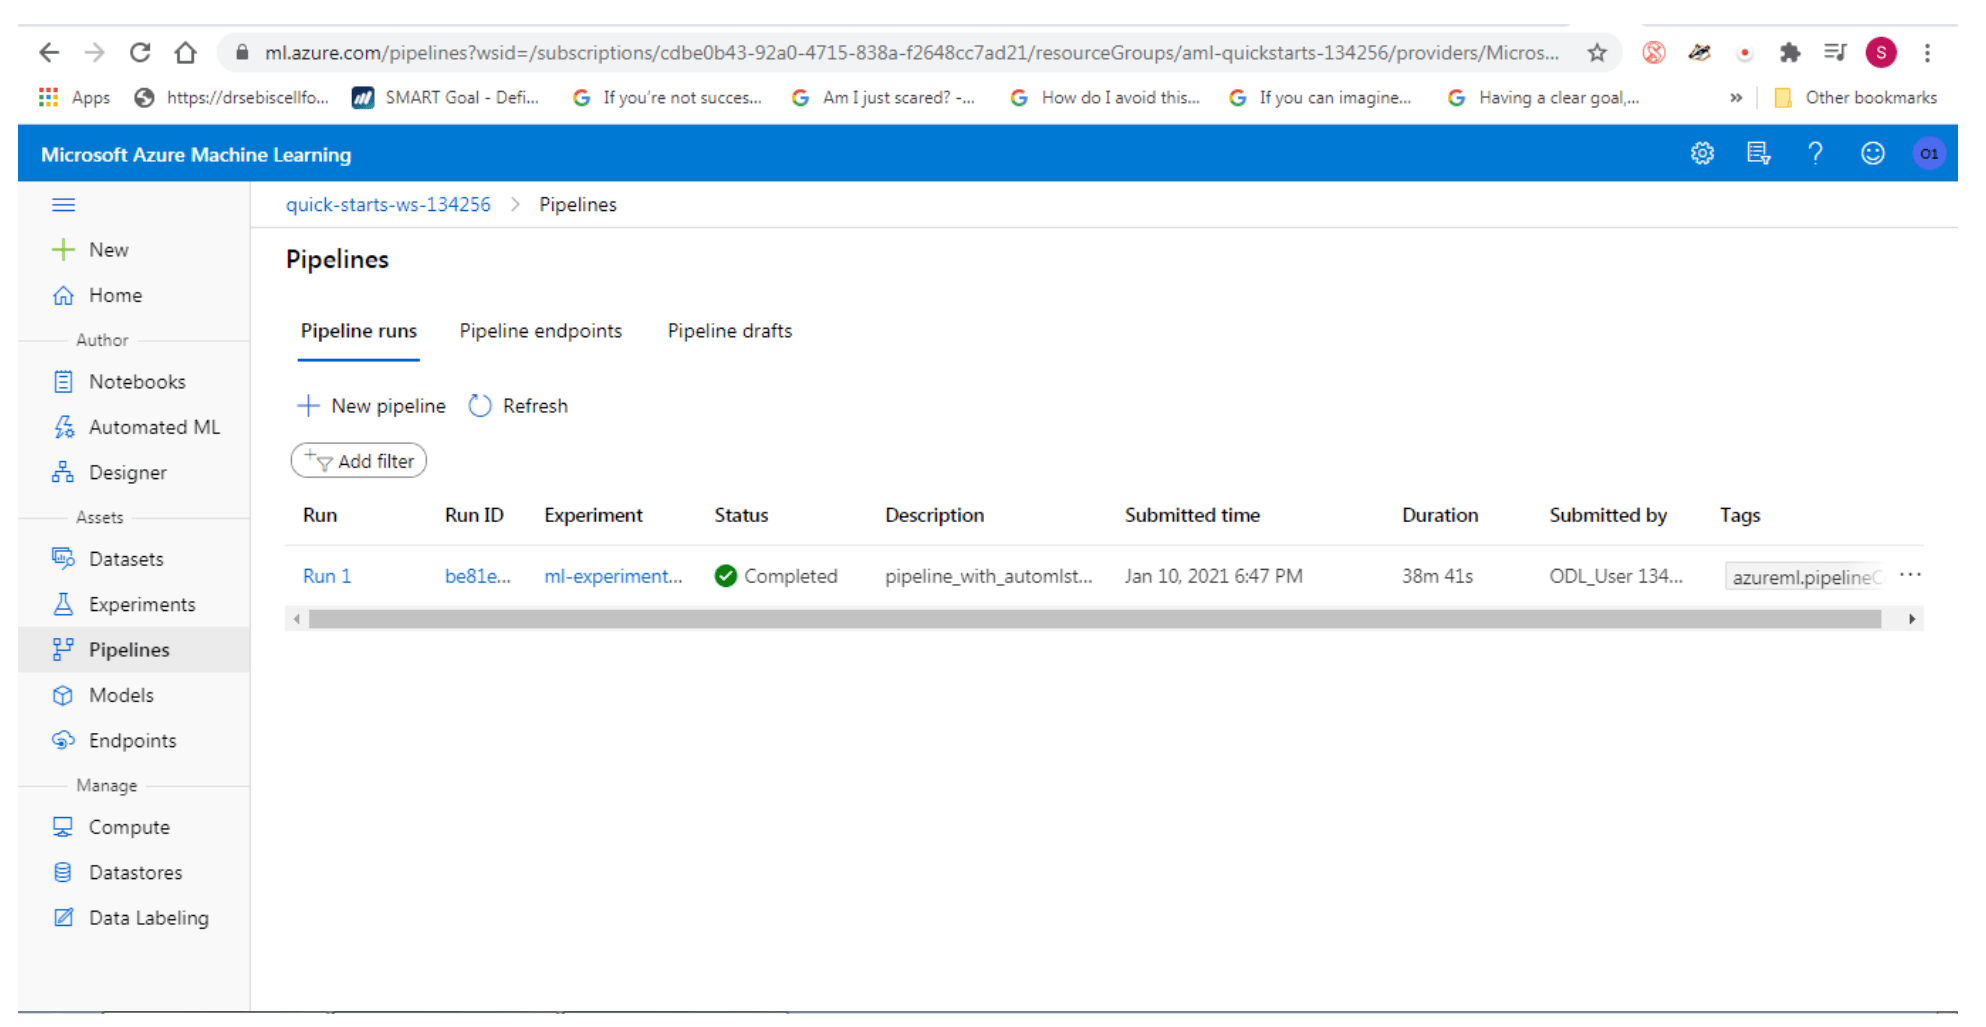 ml.azure.com/pipelines?wsid=/subscriptions/cdbe0b43-92a0-4715-838a-f2648cc7ad21/resourceGroups/aml-quickstarts-134256/providers/Micros... S
Apps https://drsebiscellfo... SMART Goal - Defi... G If you're not succes... G Am I just scared? -... G How do I avoid this... G If you can imagine... G Having a clear goal,... » Other bookmarks
Microsoft Azure Machine Learning ? O1
quick-starts-ws-134256 > Pipelines
New
Home
Author
Notebooks
Automated ML
Designer
Assets
Datasets
Experiments
Pipelines
Models
Endpoints
Manage
Compute
Datastores
Data Labeling
Pipelines
Pipeline runs Pipeline endpoints Pipeline drafts
New pipeline Refresh
Add filter
Run Run ID Experiment Status Description Submitted time Duration Submitted by Tags
Run 1 be81e... ml-experiment... Completed pipeline_with_automlst... Jan 10, 2021 6:47 PM 38m 41s ODL_User 134... azureml.pipelineC ...